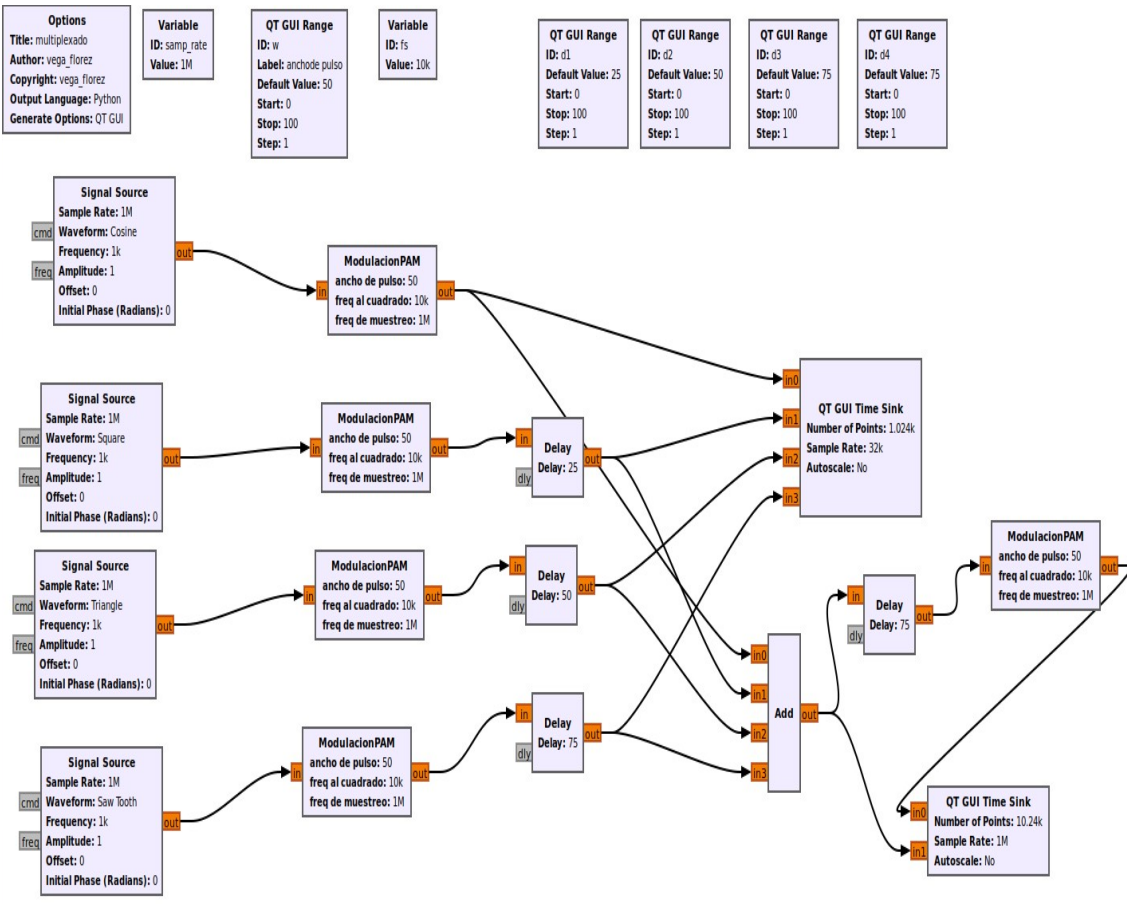 Options
Title: multiplexado
Author: vega_florez
Copyright: vega_florez
Output Language: Python
Generate Options: QT GUI
Variable
ID: samp_rate
Value: 1M
QT GUI Range
ID: w
Label: anchode pulso
Default Value: 50
Start: 0
Stop: 100
Step: 1
Variable
ID: fs
Value: 10k
QT GUI Range
ID: d1
Default Value: 25
Start: 0
Stop: 100
Step: 1
QT GUI Range
ID: d2
Default Value: 50
Start: 0
Stop: 100
Step: 1
QT GUI Range
ID: d3
Default Value: 75
Start: 0
Stop: 100
Step: 1
QT GUI Range
ID: d4
Default Value: 75
Start: 0
Stop: 100
Step: 1
Signal Source
Sample Rate: 1M
Waveform: Cosine
Frequency: 1k
Amplitude: 1
Offset: 0
Initial Phase (Radians): 0
cmd
freq
out
in
ModulacionPAM
ancho de pulso: 50
freq al cuadrado: 10k
freq de muestreo: 1M
out
Signal Source
Sample Rate: 1M
Waveform: Square
Frequency: 1k
Amplitude: 1
Offset: 0
Initial Phase (Radians): 0
cmd
freq
out
in
ModulacionPAM
ancho de pulso: 50
freq al cuadrado: 10k
freq de muestreo: 1M
out
in
dly
Delay
Delay: 25
out
in0
in1
in2
in3
QT GUI Time Sink
Number of Points: 1.024k
Sample Rate: 32k
Autoscale: No
Signal Source
Sample Rate: 1M
Waveform: Triangle
Frequency: 1k
Amplitude: 1
Offset: 0
Initial Phase (Radians): 0
cmd
freq
out
in
ModulacionPAM
ancho de pulso: 50
freq al cuadrado: 10k
freq de muestreo: 1M
out
in
dly
Delay
Delay: 50
out
in
dly
Delay
Delay: 75
out
in
ModulacionPAM
ancho de pulso: 50
freq al cuadrado: 10k
freq de muestreo: 1M
out
in0
in1
in2
in3
Add
out
Signal Source
Sample Rate: 1M
Waveform: Saw Tooth
Frequency: 1k
Amplitude: 1
Offset: 0
Initial Phase (Radians): 0
cmd
freq
out
in
ModulacionPAM
ancho de pulso: 50
freq al cuadrado: 10k
freq de muestreo: 1M
out
in
dly
Delay
Delay: 75
out
in0
in1
QT GUI Time Sink
Number of Points: 10.24k
Sample Rate: 1M
Autoscale: No